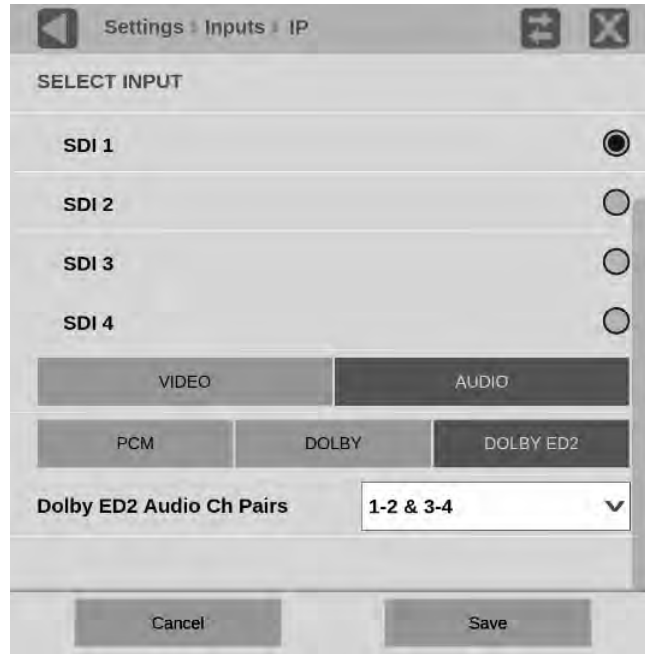 Settings Inputs IP
SELECT INPUT
SDI 1
SDI 2
SDI 3
SDI 4
VIDEO AUDIO
PCM DOLBY DOLBY ED2
Dolby ED2 Audio Ch Pairs 1-2 & 3-4
Cancel Save